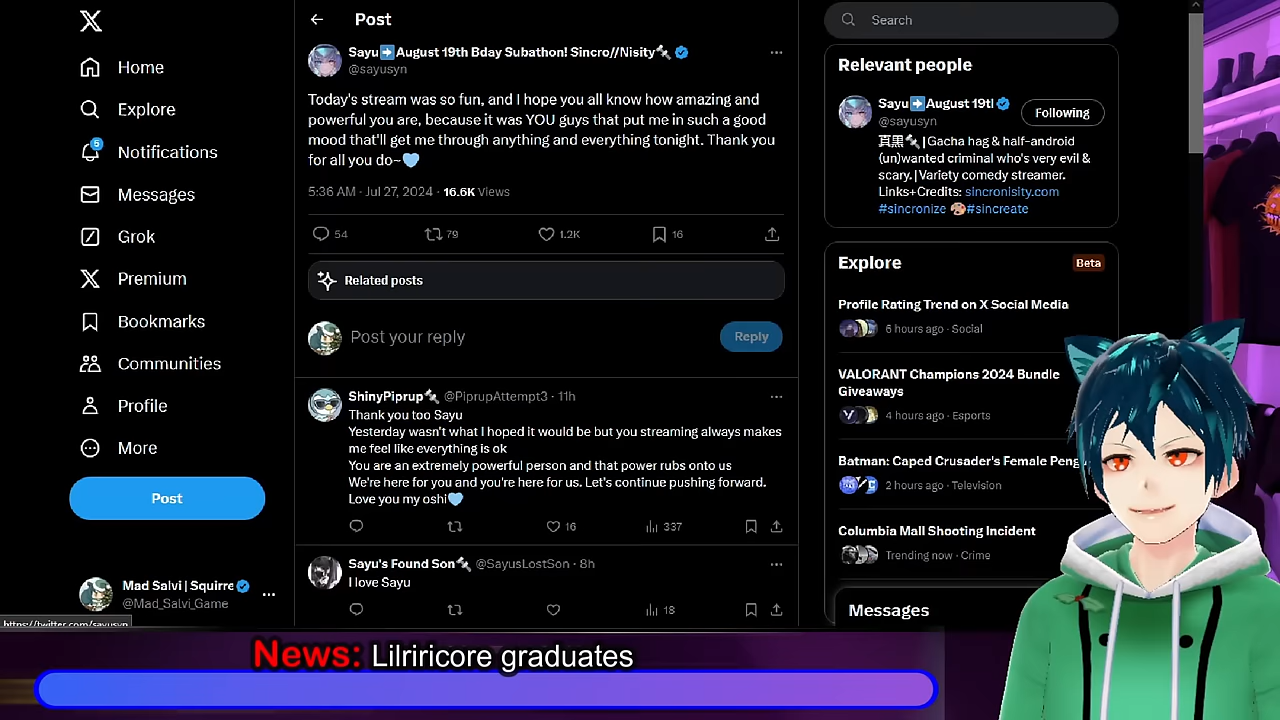 Home
Explore
6
Notifications
Messages
Grok
Premium
Bookmarks
Communities
Profile
More
Post
Mad Salvi | Squirre
@Mad_Salvi_Game
https://twitter.com/sayusyn
Post
Sayu➡️August 19th Bday Subathon! Sincro//Nisity🔩
@sayusyn
Today's stream was so fun, and I hope you all know how amazing and
powerful you are, because it was YOU guys that put me in such a good
mood that'll get me through anything and everything tonight. Thank you
for all you do~🩵
5:36 AM · Jul 27, 2024 · 16.6K Views
54 79 1.2K 16
Related posts
Post your reply
Reply
ShinyPiprup🔩 @PiprupAttempt3 · 11h
Thank you too Sayu
Yesterday wasn't what I hoped it would be but you streaming always makes
me feel like everything is ok
You are an extremely powerful person and that power rubs onto us
We're here for you and you're here for us. Let's continue pushing forward.
Love you my oshi🩵
16 337
Sayu's Found Son🔩 @SayusLostSon · 8h
I love Sayu
18
Search
Relevant people
Sayu➡️August 19tl
Following
@sayusyn
真黒🔩|Gacha hag & half-android
(un)wanted criminal who's very evil &
scary.|Variety comedy streamer.
Links+Credits: sincronisity.com
#sincronize 🎨#sincreate
Explore
Beta
Profile Rating Trend on X Social Media
6 hours ago · Social
VALORANT Champions 2024 Bundle
Giveaways
4 hours ago · Esports
Batman: Caped Crusader's Female Peng
2 hours ago · Television
Columbia Mall Shooting Incident
Trending now · Crime
Messages
News: Lilriricore graduates